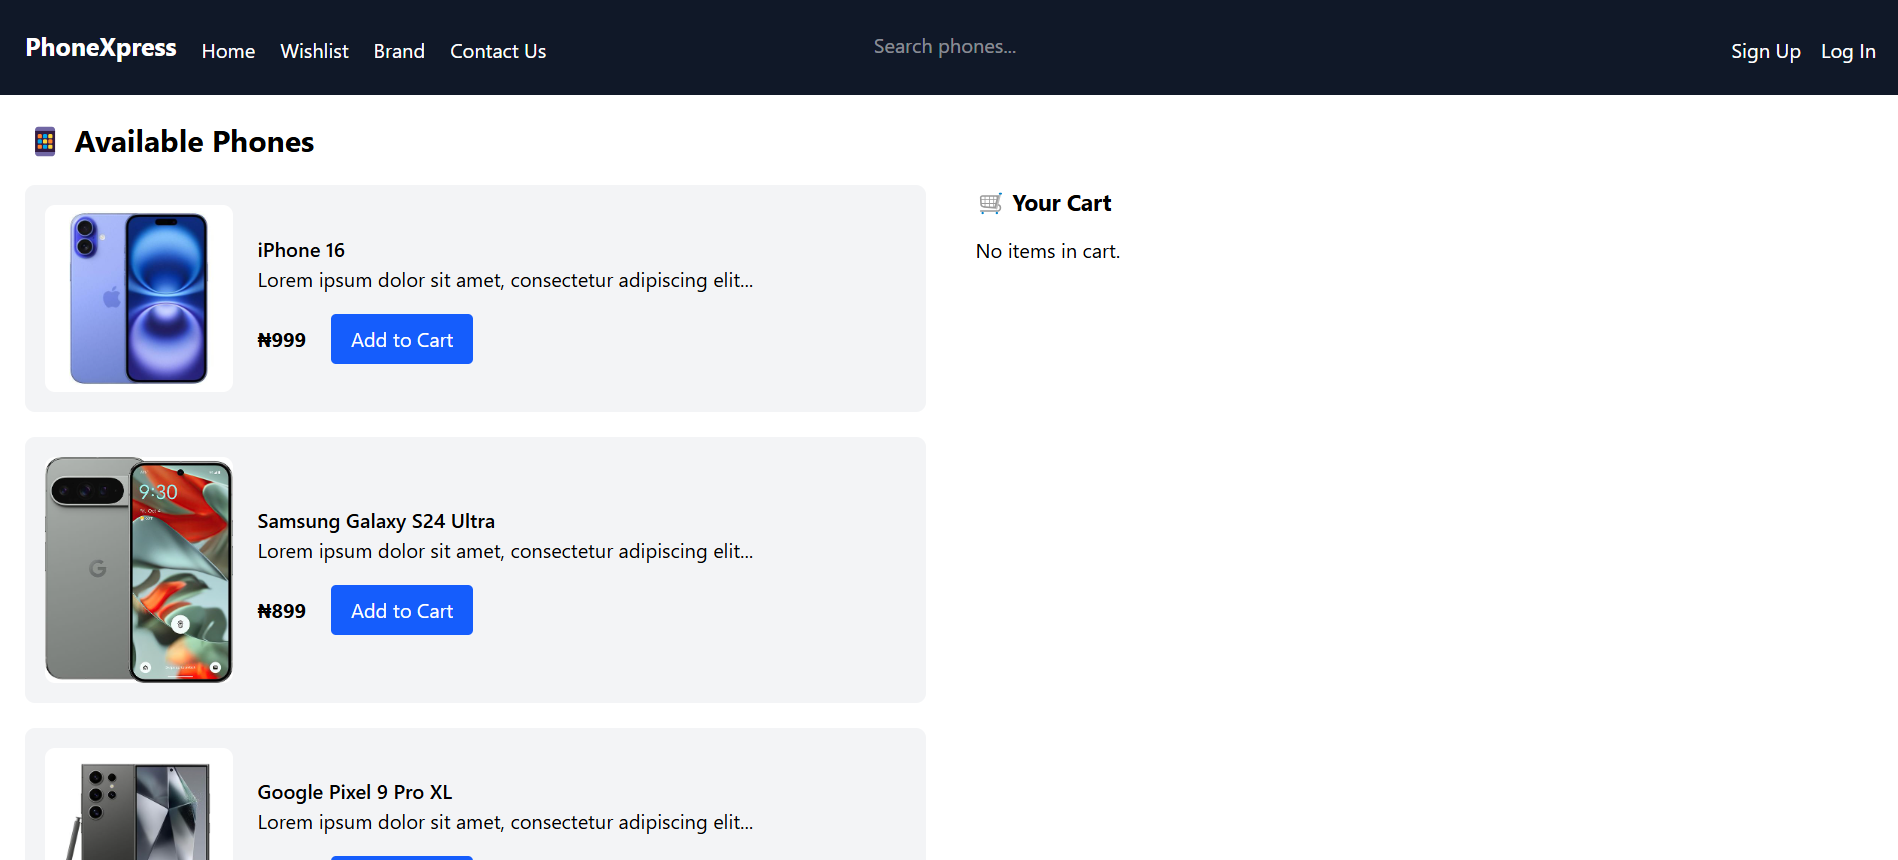 PhoneXpress Home Wishlist Brand Contact Us Search phones... Sign Up Log In
Available Phones
Your Cart
No items in cart.
iPhone 16
Lorem ipsum dolor sit amet, consectetur adipiscing elit...
₦999 Add to Cart
9:30
G
Samsung Galaxy S24 Ultra
Lorem ipsum dolor sit amet, consectetur adipiscing elit...
₦899 Add to Cart
Google Pixel 9 Pro XL
Lorem ipsum dolor sit amet, consectetur adipiscing elit...